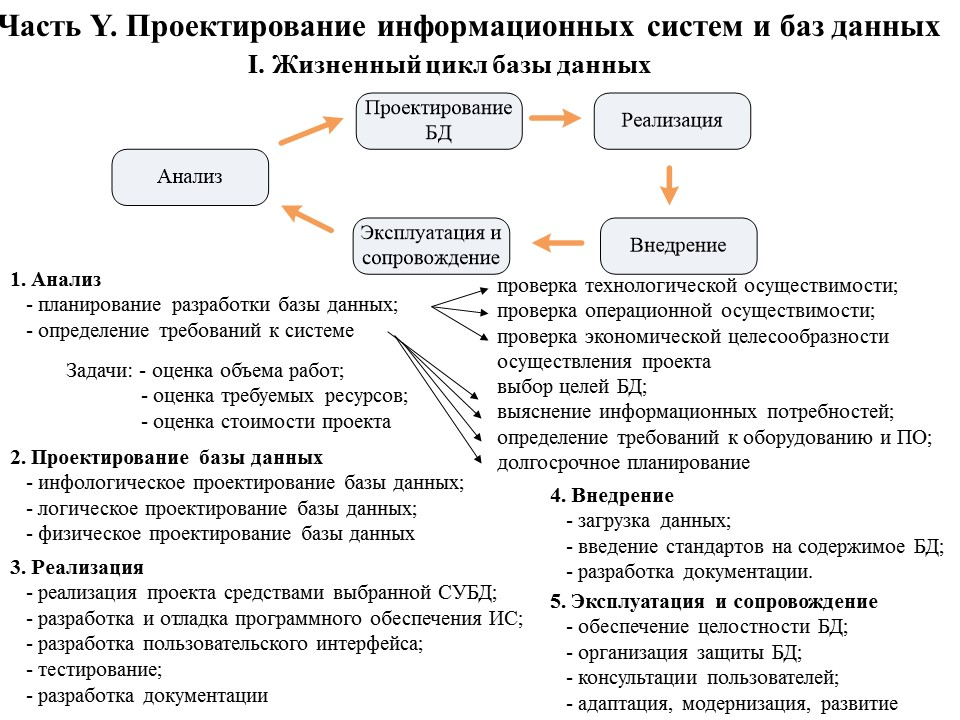 Часть Y. Проектирование информационных систем и баз данных
I. Жизненный цикл базы данных
Проектирование
БД
Реализация
Анализ
Эксплуатация и
сопровождение
Внедрение
1. Анализ
- планирование разработки базы данных;
- определение требований к системе
Задачи: - оценка объема работ;
- оценка требуемых ресурсов;
- оценка стоимости проекта
проверка технологической осуществимости;
проверка операционной осуществимости;
проверка экономической целесообразности
осуществления проекта
выбор целей БД;
выяснение информационных потребностей;
определение требований к оборудованию и ПО;
долгосрочное планирование
2. Проектирование базы данных
- инфологическое проектирование базы данных;
- логическое проектирование базы данных;
- физическое проектирование базы данных
3. Реализация
- реализация проекта средствами выбранной СУБД;
- разработка и отладка программного обеспечения ИС;
- разработка пользовательского интерфейса;
- тестирование;
- разработка документации
4. Внедрение
- загрузка данных;
- введение стандартов на содержимое БД;
- разработка документации.
5. Эксплуатация и сопровождение
- обеспечение целостности БД;
- организация защиты БД;
- консультации пользователей;
- адаптация, модернизация, развитие